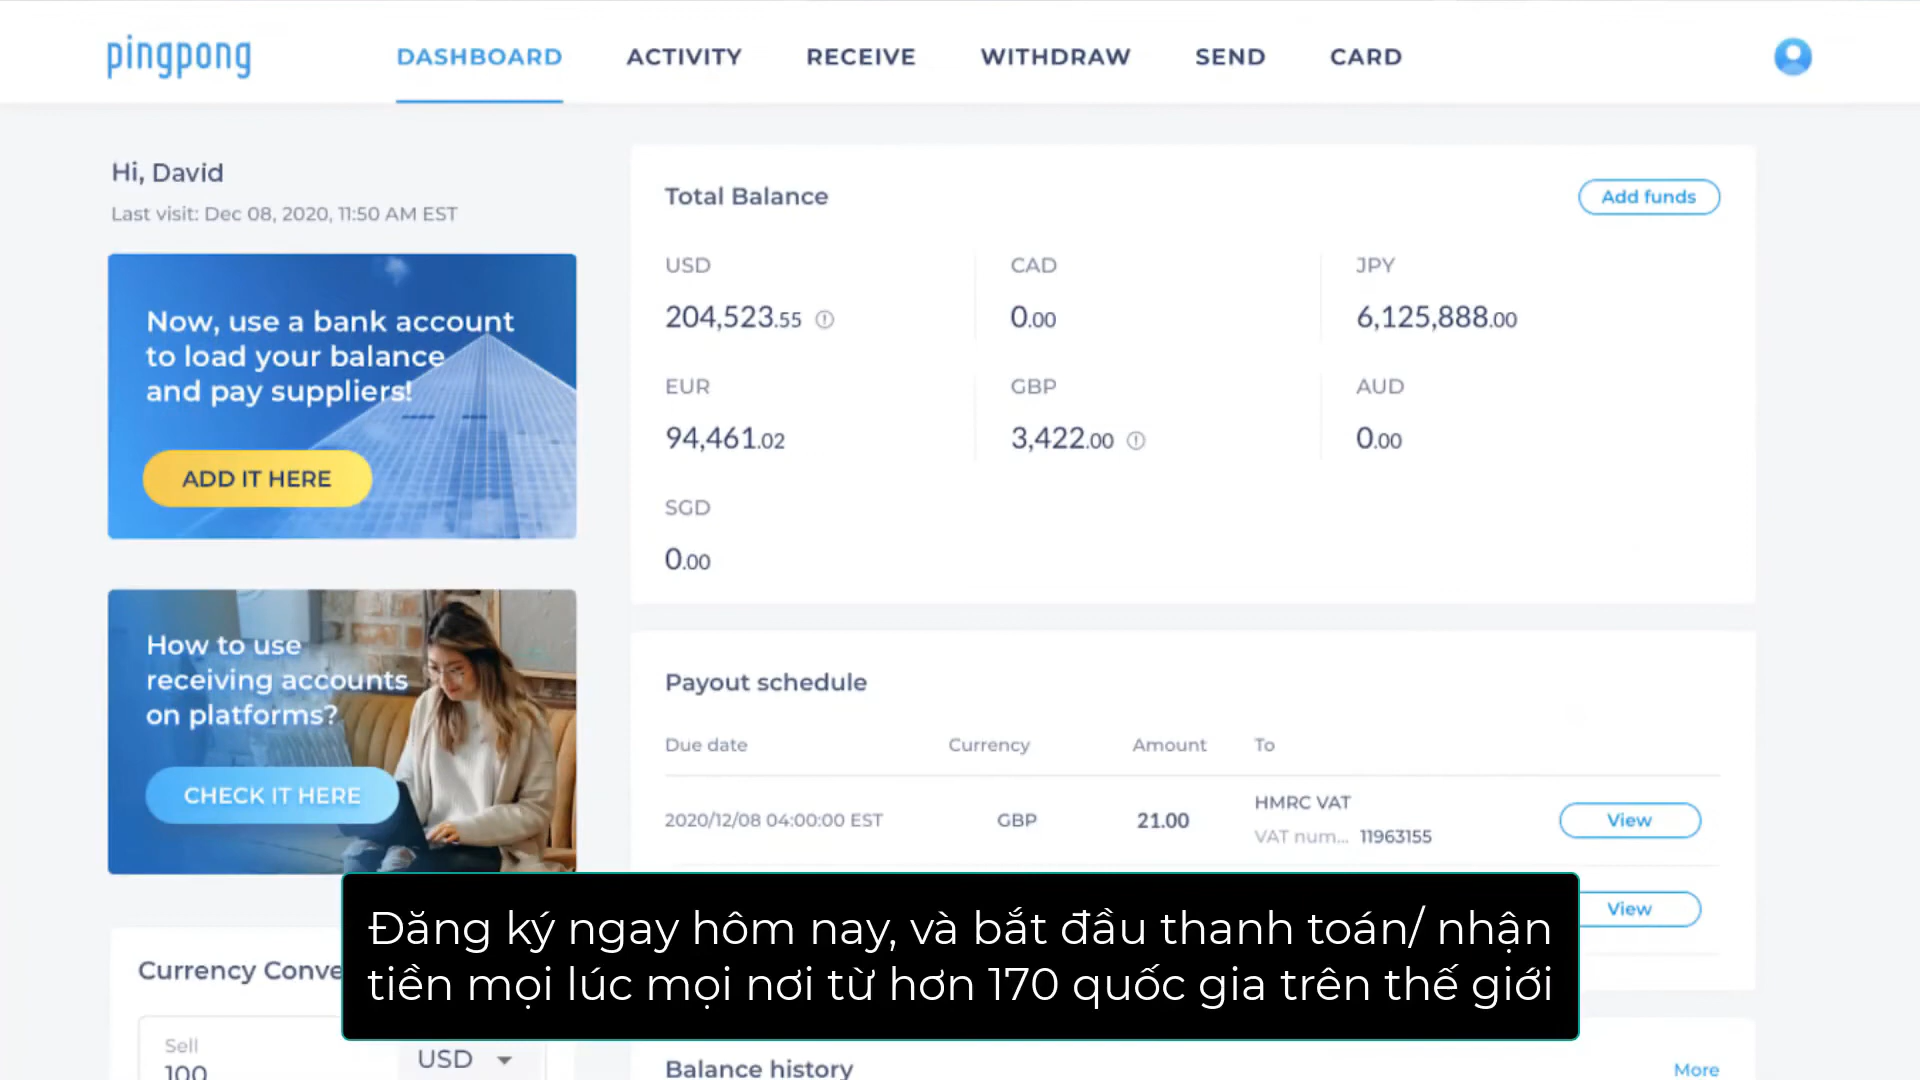 pingpong
DASHBOARD
ACTIVITY
RECEIVE
WITHDRAW
SEND
CARD
Hi, David
Last visit: Dec 08, 2020, 11:50 AM EST
Now, use a bank account
to load your balance
and pay suppliers!
ADD IT HERE
How to use
receiving accounts
on platforms?
CHECK IT HERE
Total Balance
Add funds
USD
204,523.55
CAD
0.00
JPY
6,125,888.00
EUR
94,461.02
GBP
3,422.00
AUD
0.00
SGD
0.00
Payout schedule
Due date
Currency
Amount
To
2020/12/08 04:00:00 EST
GBP
21.00
HMRC VAT
VAT num... 11963155
View
View
Đăng ký ngay hôm nay, và bắt đầu thanh toán/ nhận
tiền mọi lúc mọi nơi từ hơn 170 quốc gia trên thế giới
Currency Conve
Sell
100
USD
Balance history
More